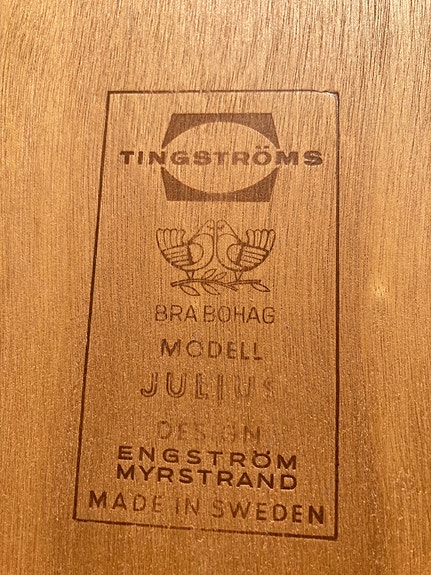 TINGSTRÖMS
BRA BOHAG
MODELL
JULIUS
DESIGN
ENGSTRÖM
MYRSTRAND
MADE IN SWEDEN